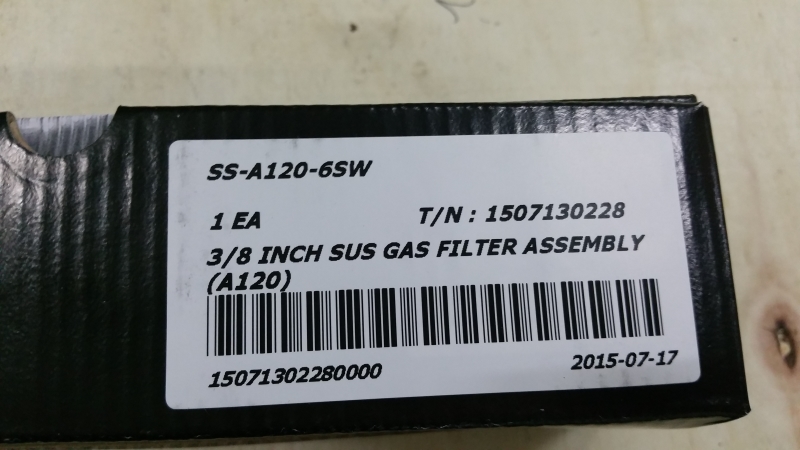 SS-A120-6SW
1 EA T/N : 1507130228
3/8 INCH SUS GAS FILTER ASSEMBLY
(A120)
15071302280000 2015-07-17